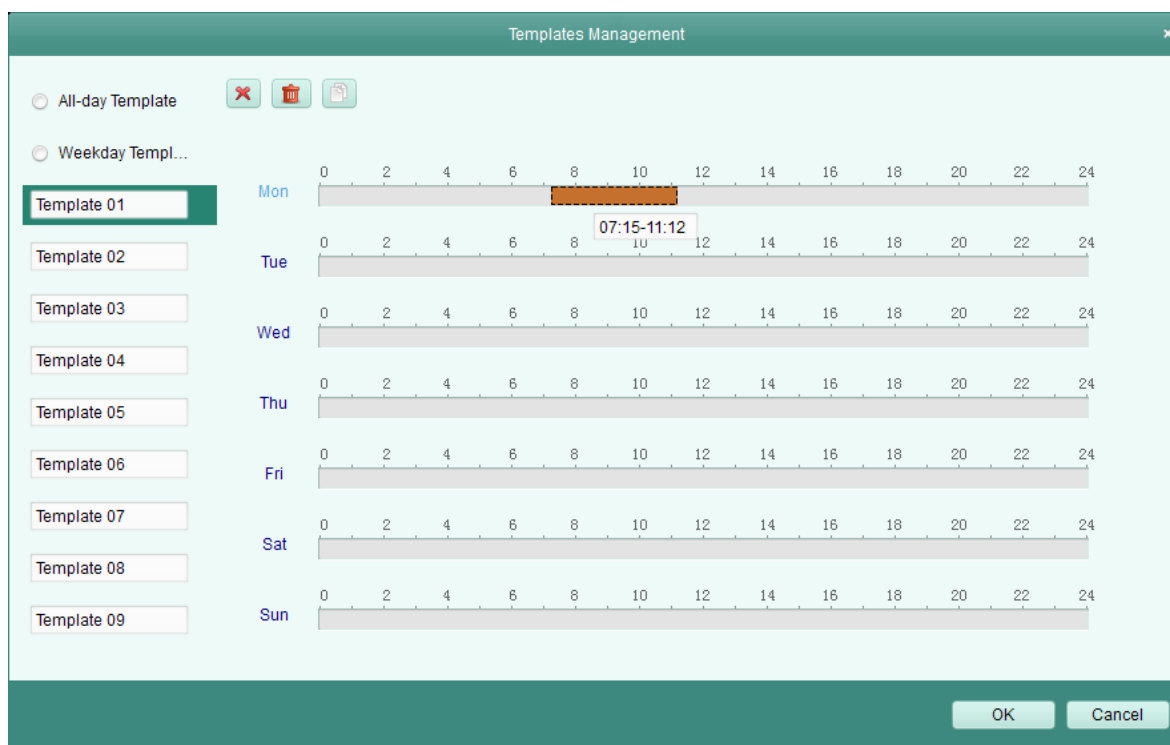 Templates Management
×
All-day Template
Weekday Templ...
Template 01
Template 02
Template 03
Template 04
Template 05
Template 06
Template 07
Template 08
Template 09
0 2 4 6 8 10 12 14 16 18 20 22 24
Mon
07:15-11:12
0 2 4 6 8 10 12 14 16 18 20 22 24
Tue
0 2 4 6 8 10 12 14 16 18 20 22 24
Wed
0 2 4 6 8 10 12 14 16 18 20 22 24
Thu
0 2 4 6 8 10 12 14 16 18 20 22 24
Fri
0 2 4 6 8 10 12 14 16 18 20 22 24
Sat
0 2 4 6 8 10 12 14 16 18 20 22 24
Sun
OK Cancel